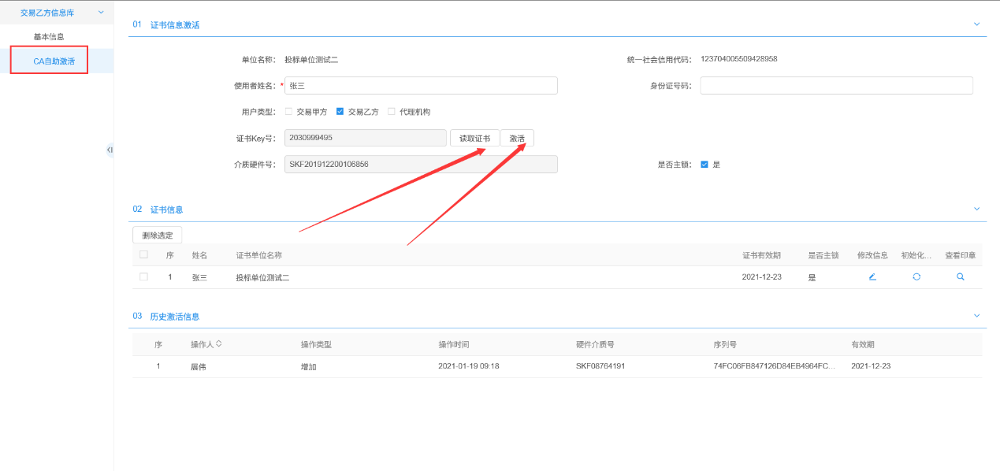 交易乙方信息库
基本信息
CA自助激活
01 证书信息激活
单位名称: 投标单位测试二 统一社会信用代码: 123704005509428958
使用者姓名: * 张三 身份证号码:
用户类型: 交易甲方 交易乙方 代理机构
证书Key号: 2030999495 读取证书 激活
介质硬件号: SKF201912200106856 是否主锁: 是
02 证书信息
删除选定
序 姓名 证书单位名称 证书有效期 是否主锁 修改信息 初始化... 查看印章
1 张三 投标单位测试二 2021-12-23 是
03 历史激活信息
序 操作人 操作类型 操作时间 硬件介质号 序列号 有效期
1 展伟 增加 2021-01-19 09:18 SKF08764191 74FC06FB847126D84EB4964FC... 2021-12-23